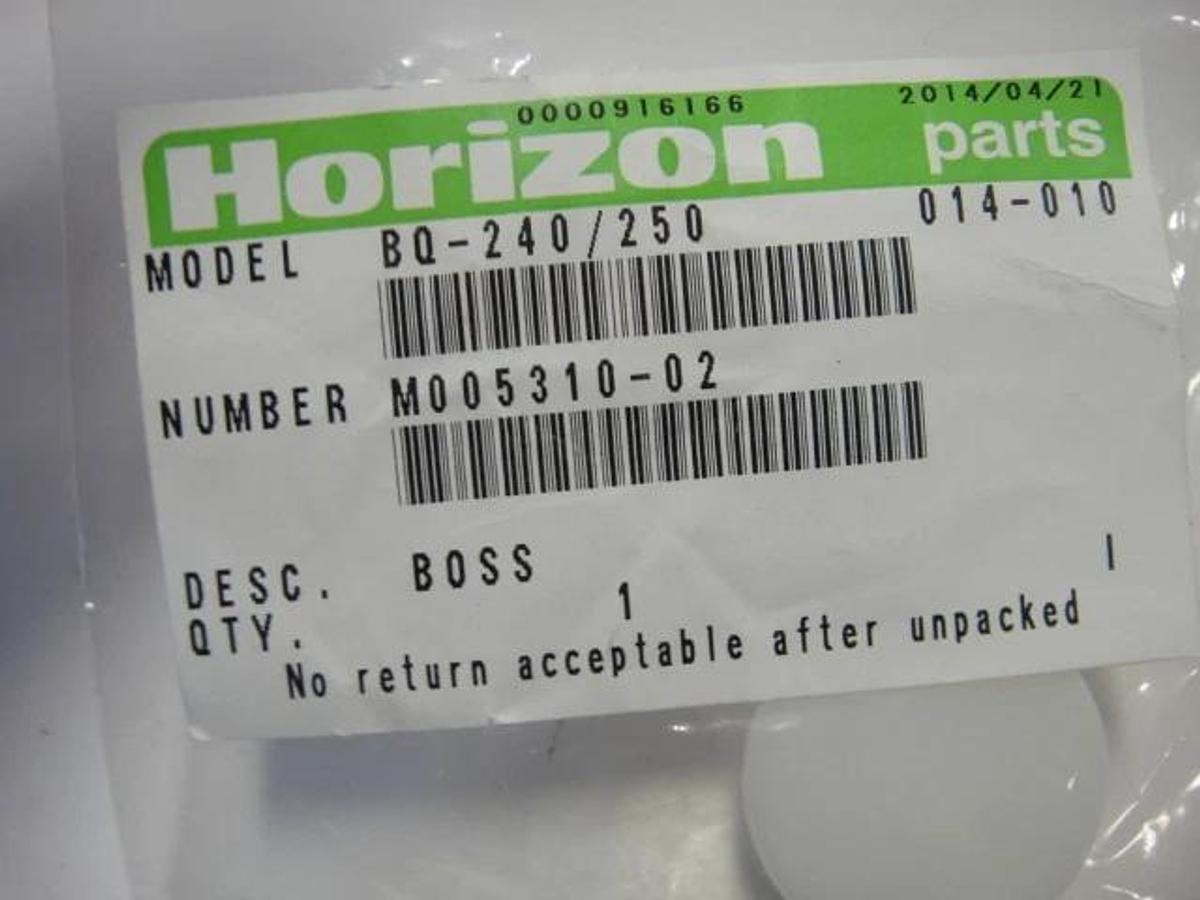 0000916166 2014/04/21
Horizon parts
MODEL BQ-240/250 014-010
NUMBER M005310-02
DESC. BOSS I
QTY. 1
No return acceptable after unpacked